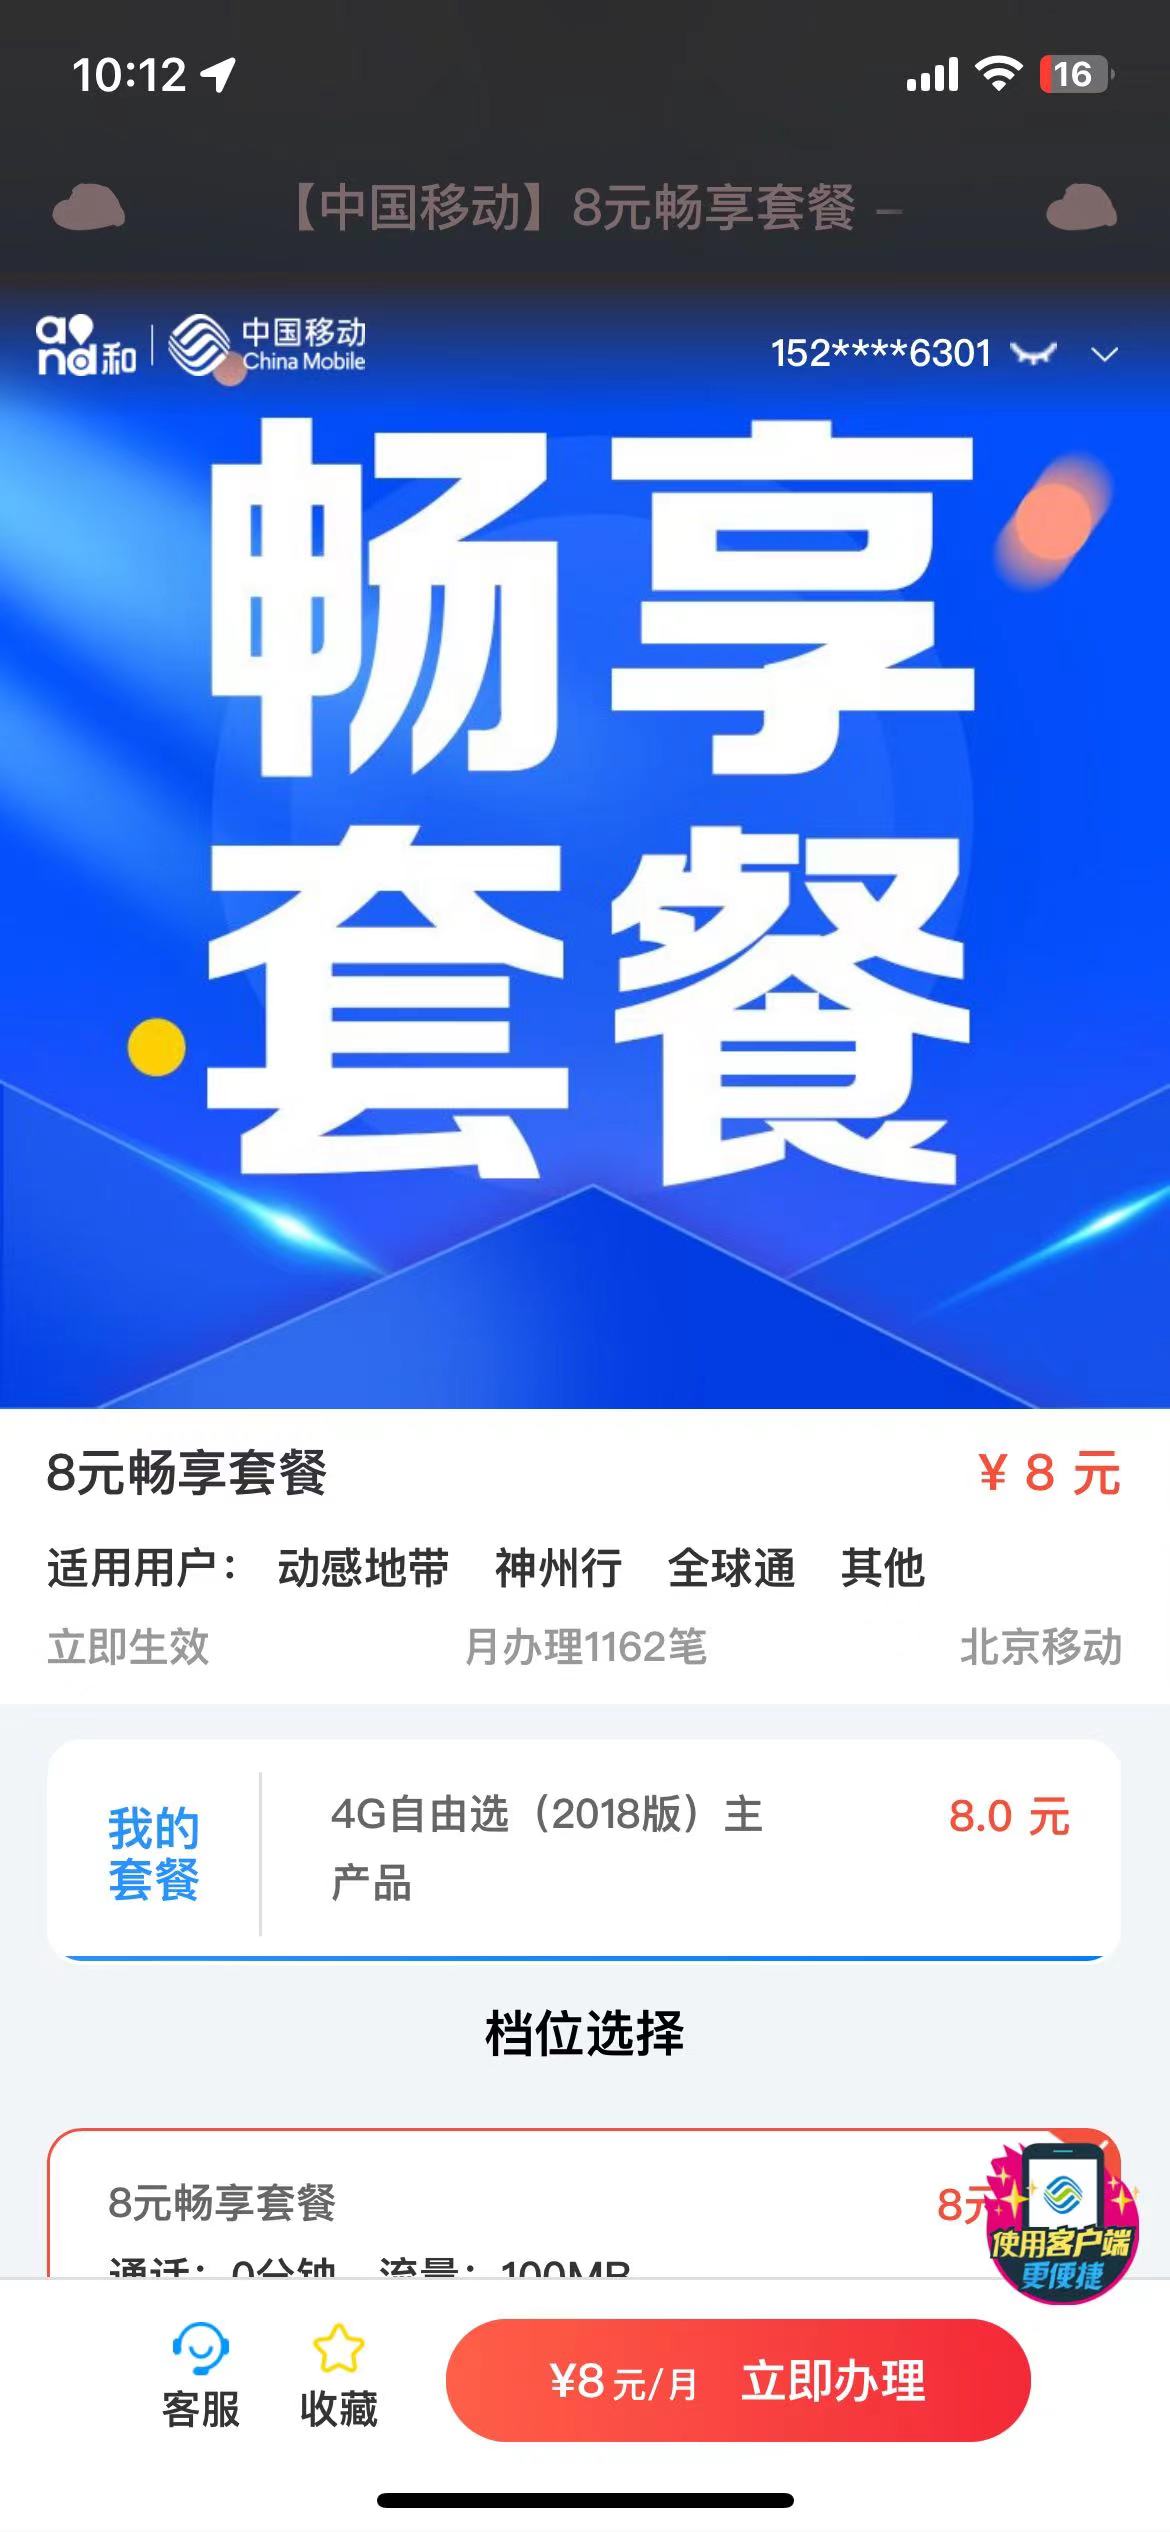 10:12
16
【中国移动】8元畅享套餐 –
and和 中国移动
China Mobile
152****6301
畅享
套餐
8元畅享套餐 ¥ 8 元
适用用户： 动感地带 神州行 全球通 其他
立即生效 月办理1162笔 北京移动
我的
套餐
4G自由选（2018版）主
产品
8.0 元
档位选择
8元畅享套餐 8元
通话：0分钟 流量：100MB
使用客户端
更便捷
客服 收藏 ¥8元/月 立即办理